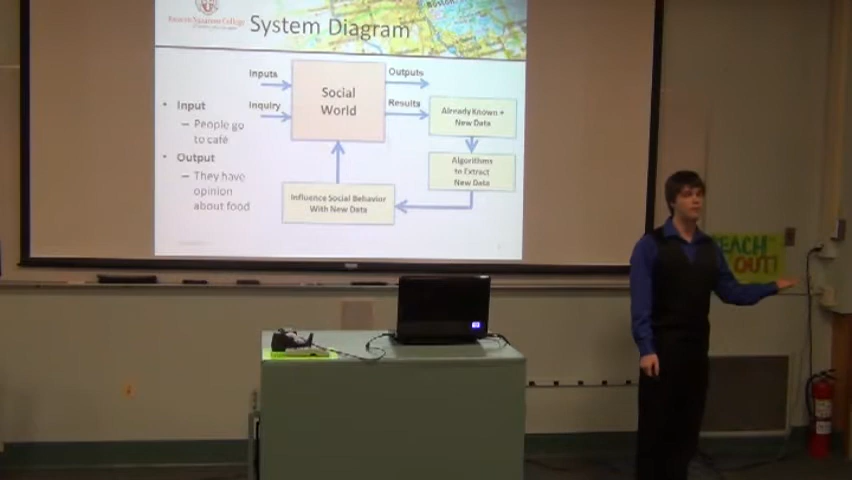 System Diagram
Inputs
Outputs
Social
World
Inquiry
Results
Already Known +
New Data
• Input
– People go
to café
• Output
– They have
opinion
about food
Algorithms
to Extract
New Data
Influence Social Behavior
With New Data
REACH
OUT!